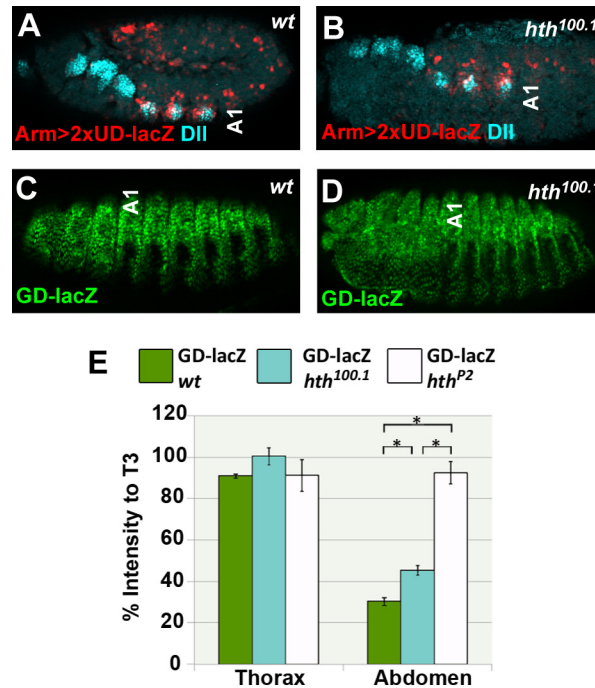 A
wt
Arm>2xUD-lacZ Dll
A1
B
hth100.1
Arm>2xUD-lacZ Dll
A1
C
wt
A1
GD-lacZ
D
hth100.1
A1
GD-lacZ
E
GD-lacZ
wt
GD-lacZ
hth100.1
GD-lacZ
hthP2
% Intensity to T3
120
100
80
60
40
20
0
*
*
*
Thorax
Abdomen